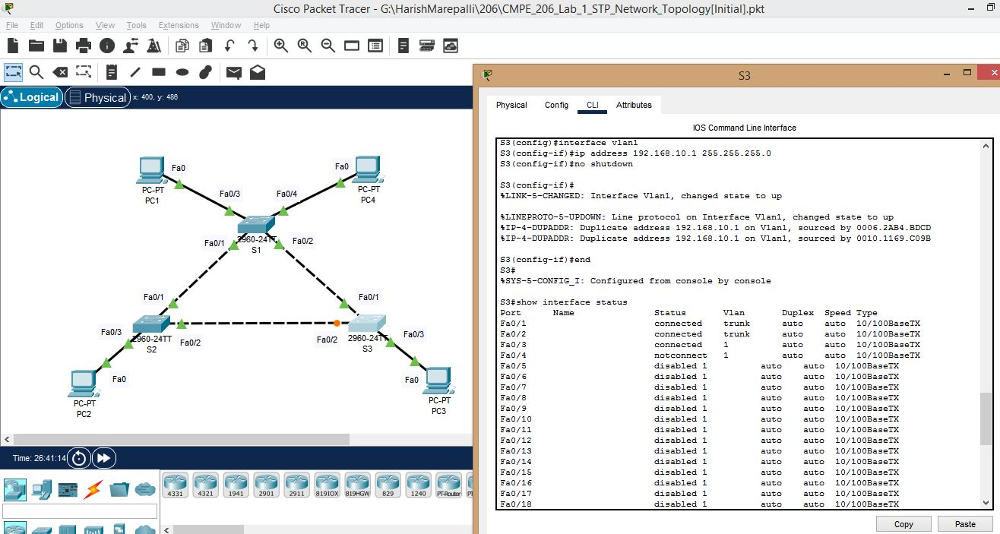 Cisco Packet Tracer - G:\HarishMarepalli\206\CMPE_206_Lab_1_STP_Network_Topology[Initial].pkt
File Edit Options View Tools Extensions Window Help
Logical Physical x: 400, y: 486
Fa0
PC-PT
PC1
Fa0
PC-PT
PC4
Fa0/3
Fa0/4
2960-24TT
S1
Fa0/1
Fa0/2
Fa0/1
Fa0/1
Fa0/3
2960-24TT
S2
Fa0/2
Fa0/2
2960-24TT
S3
Fa0/3
Fa0
PC-PT
PC2
Fa0
PC-PT
PC3
Time: 26:41:14
4331 4321 1941 2901 2911 819IOX 819HGW 829 1240 PT-Router PT
S3
Physical Config CLI Attributes
IOS Command Line Interface
S3(config)#interface vlan1
S3(config-if)#ip address 192.168.10.1 255.255.255.0
S3(config-if)#no shutdown
S3(config-if)#
%LINK-5-CHANGED: Interface Vlan1, changed state to up
%LINEPROTO-5-UPDOWN: Line protocol on Interface Vlan1, changed state to up
%IP-4-DUPADDR: Duplicate address 192.168.10.1 on Vlan1, sourced by 0006.2AB4.BDCD
%IP-4-DUPADDR: Duplicate address 192.168.10.1 on Vlan1, sourced by 0010.1169.C09B
S3(config-if)#end
S3#
%SYS-5-CONFIG_I: Configured from console by console
S3#show interface status
Port Name Status Vlan Duplex Speed Type
Fa0/1 connected trunk auto auto 10/100BaseTX
Fa0/2 connected trunk auto auto 10/100BaseTX
Fa0/3 connected 1 auto auto 10/100BaseTX
Fa0/4 notconnect 1 auto auto 10/100BaseTX
Fa0/5 disabled 1 auto auto 10/100BaseTX
Fa0/6 disabled 1 auto auto 10/100BaseTX
Fa0/7 disabled 1 auto auto 10/100BaseTX
Fa0/8 disabled 1 auto auto 10/100BaseTX
Fa0/9 disabled 1 auto auto 10/100BaseTX
Fa0/10 disabled 1 auto auto 10/100BaseTX
Fa0/11 disabled 1 auto auto 10/100BaseTX
Fa0/12 disabled 1 auto auto 10/100BaseTX
Fa0/13 disabled 1 auto auto 10/100BaseTX
Fa0/14 disabled 1 auto auto 10/100BaseTX
Fa0/15 disabled 1 auto auto 10/100BaseTX
Fa0/16 disabled 1 auto auto 10/100BaseTX
Fa0/17 disabled 1 auto auto 10/100BaseTX
Fa0/18 disabled 1 auto auto 10/100BaseTX
Copy Paste